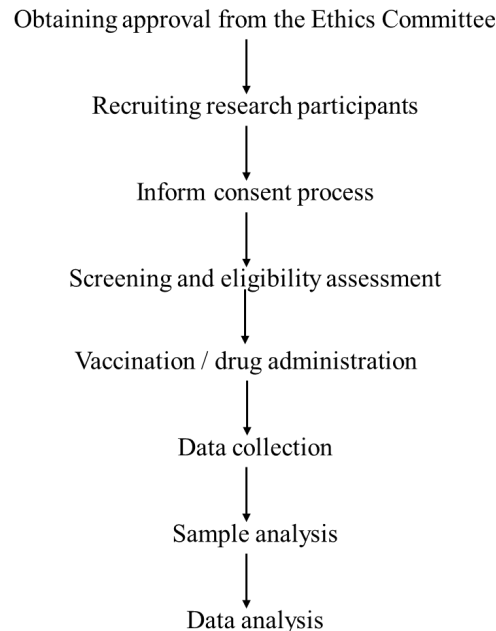 Obtaining approval from the Ethics Committee
Recruiting research participants
Inform consent process
Screening and eligibility assessment
Vaccination / drug administration
Data collection
Sample analysis
Data analysis